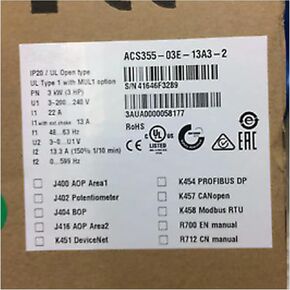 ACS355-03E-13A3-2
IP20 / UL Open type
UL Type 1 with MUL1 option
S/N 41646F3289
PN 3 kW (3 HP)
U1 3~200...240 V
I1 22 A
I1 with ext. choke 13 A
f1 48...63 Hz
U2 3~0...U1 V
I2 13.3 A (150% 1/10 min)
f2 0...599 Hz
3AUA0000058177
RoHS
J400 AOP Area1
J402 Potentiometer
J404 BOP
J416 AOP Area2
K451 DeviceNet
K454 PROFIBUS DP
K457 CANopen
K458 Modbus RTU
R700 EN manual
R712 CN manual